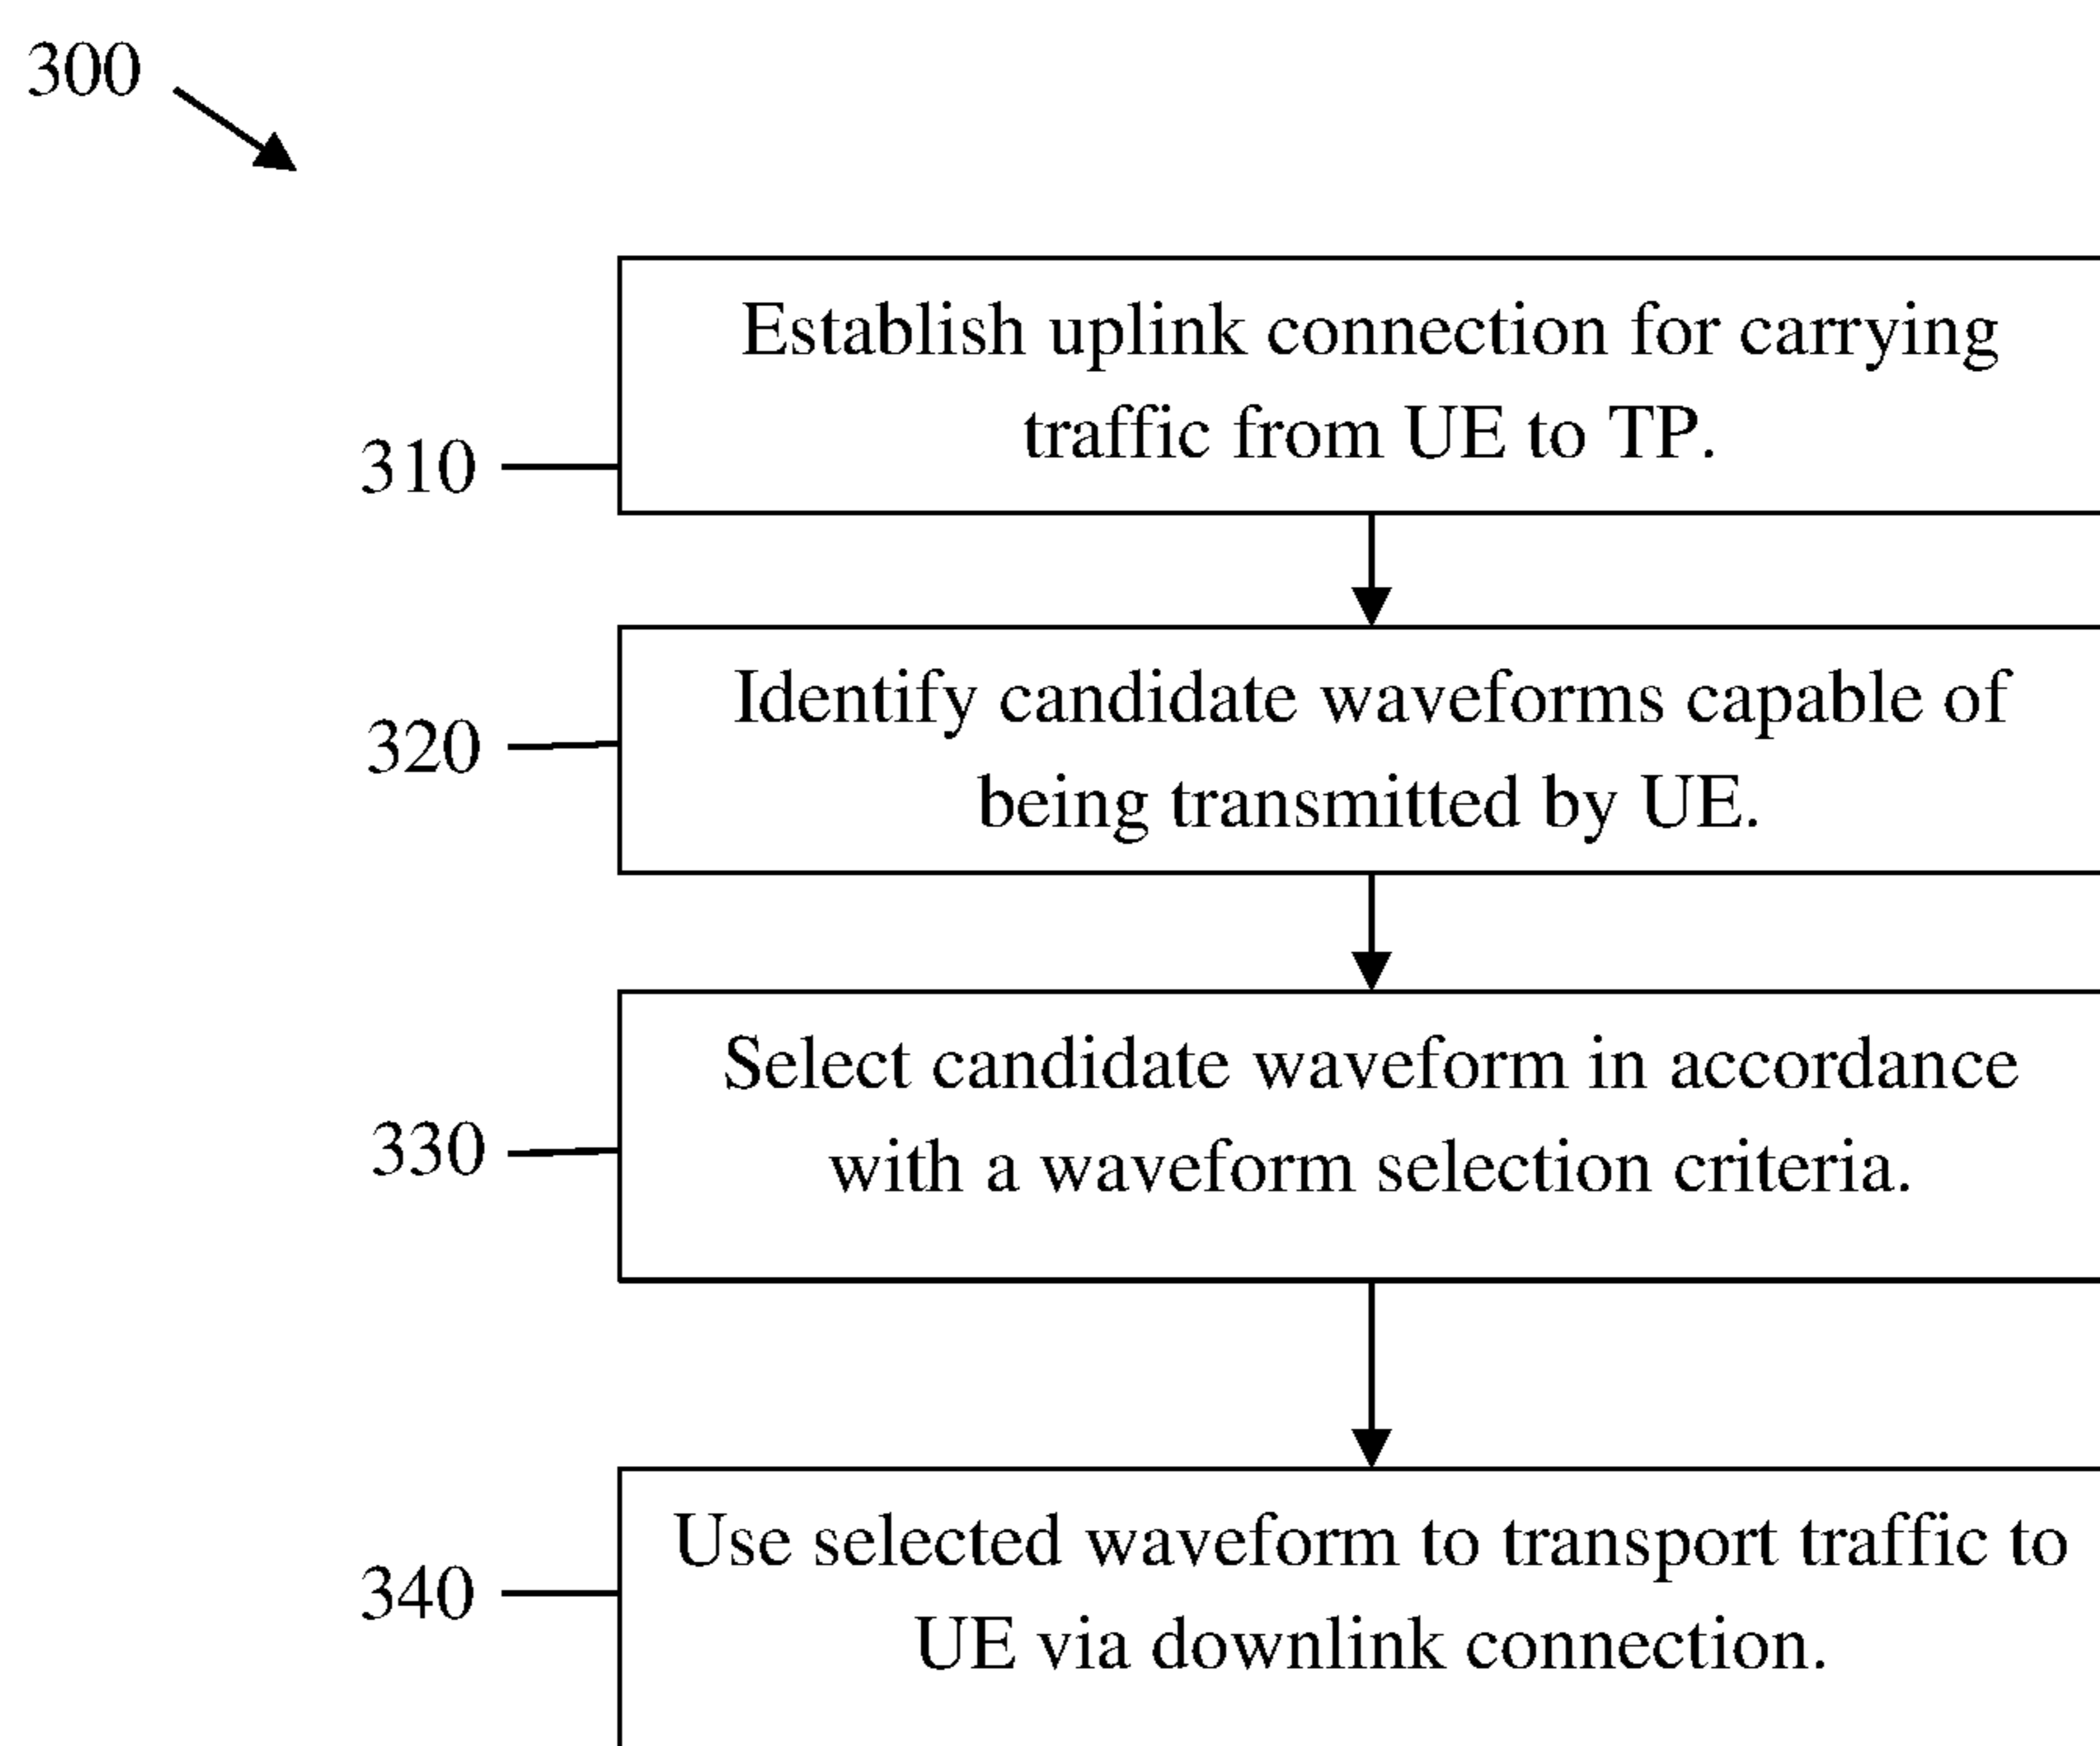 300
Establish uplink connection for carrying
traffic from UE to TP.
310
Identify candidate waveforms capable of
being transmitted by UE.
320
Select candidate waveform in accordance
with a waveform selection criteria.
330
Use selected waveform to transport traffic to
UE via downlink connection.
340